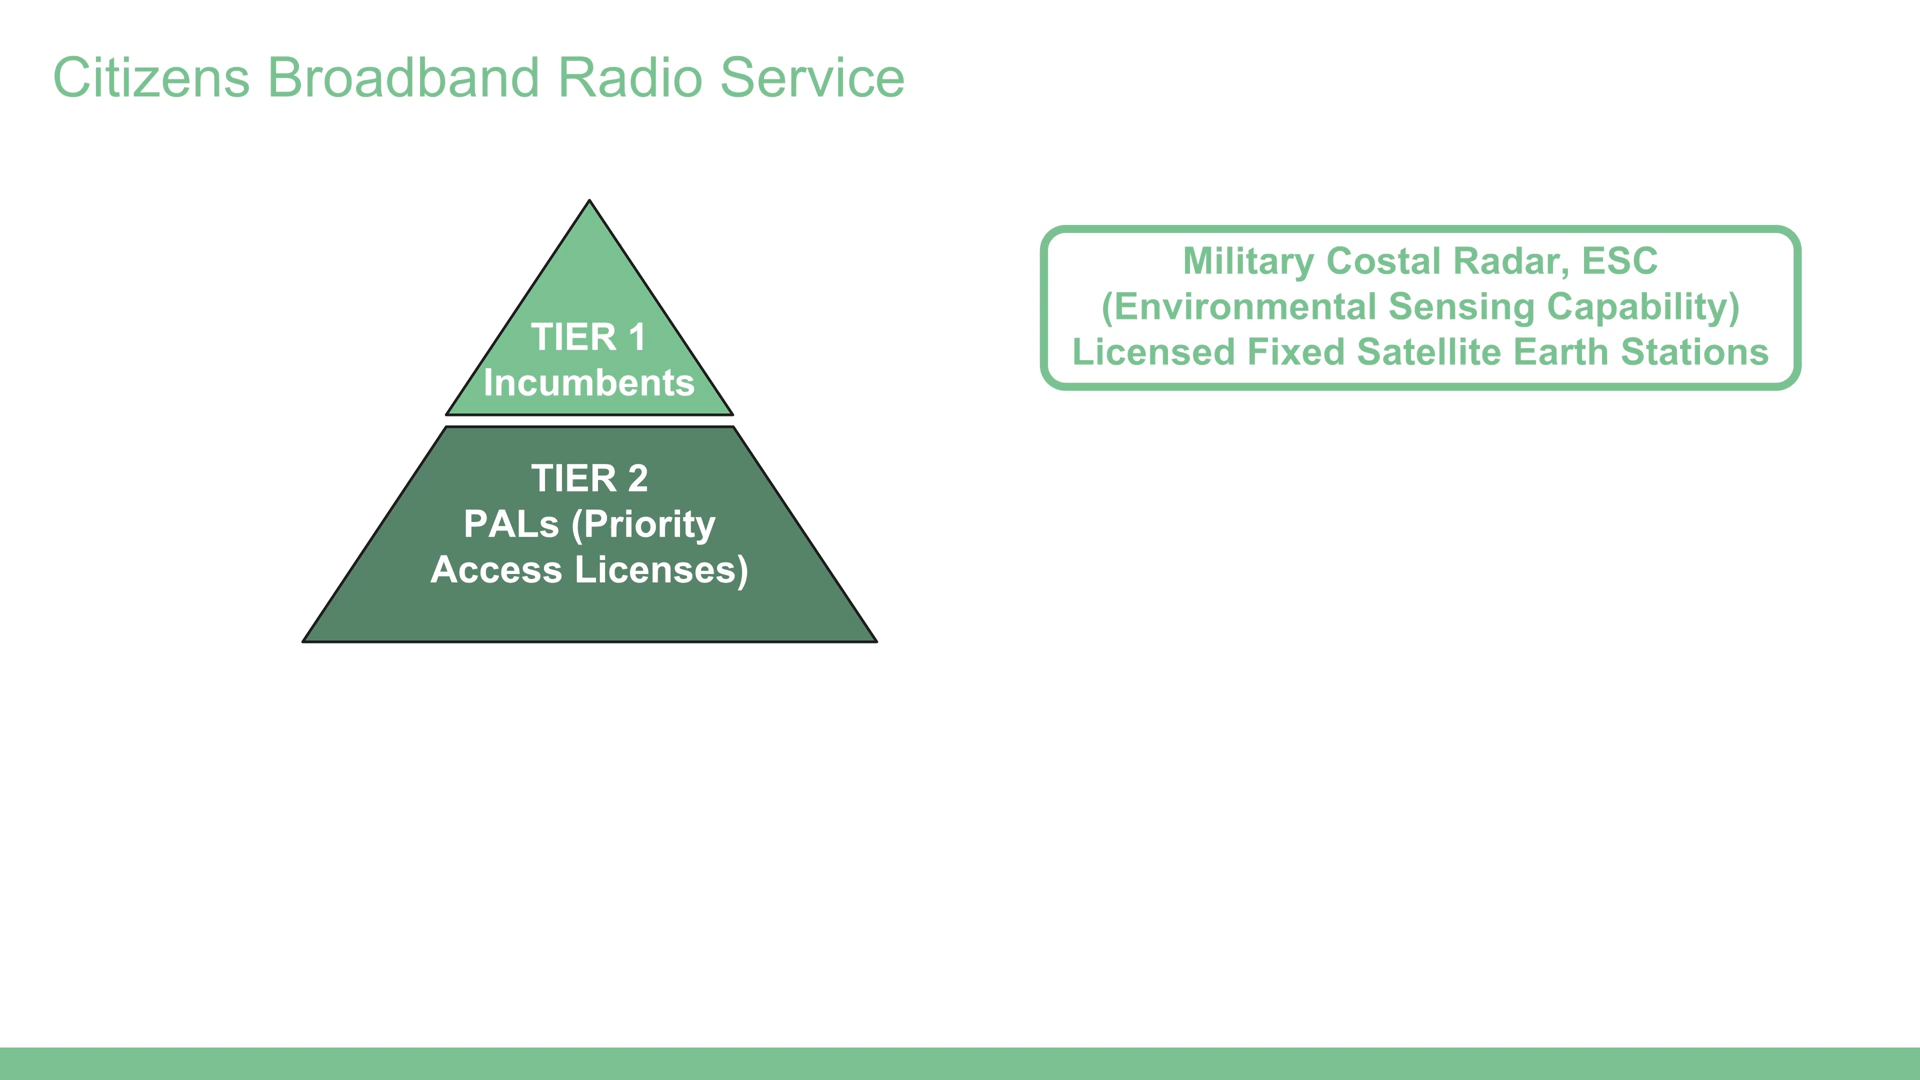 Citizens Broadband Radio Service
TIER 1
Incumbents
Military Costal Radar, ESC
(Environmental Sensing Capability)
Licensed Fixed Satellite Earth Stations
TIER 2
PALs (Priority
Access Licenses)